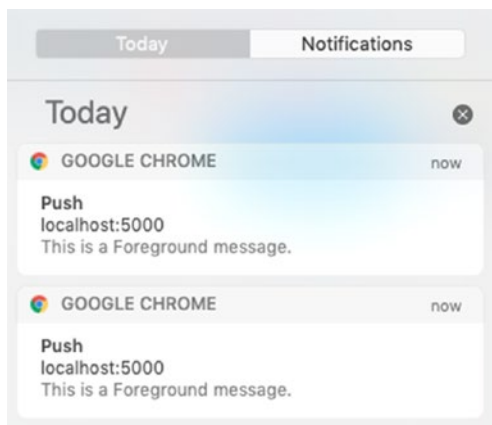 Today
Notifications
Today
GOOGLE CHROME
now
Push
localhost:5000
This is a Foreground message.
GOOGLE CHROME
now
Push
localhost:5000
This is a Foreground message.